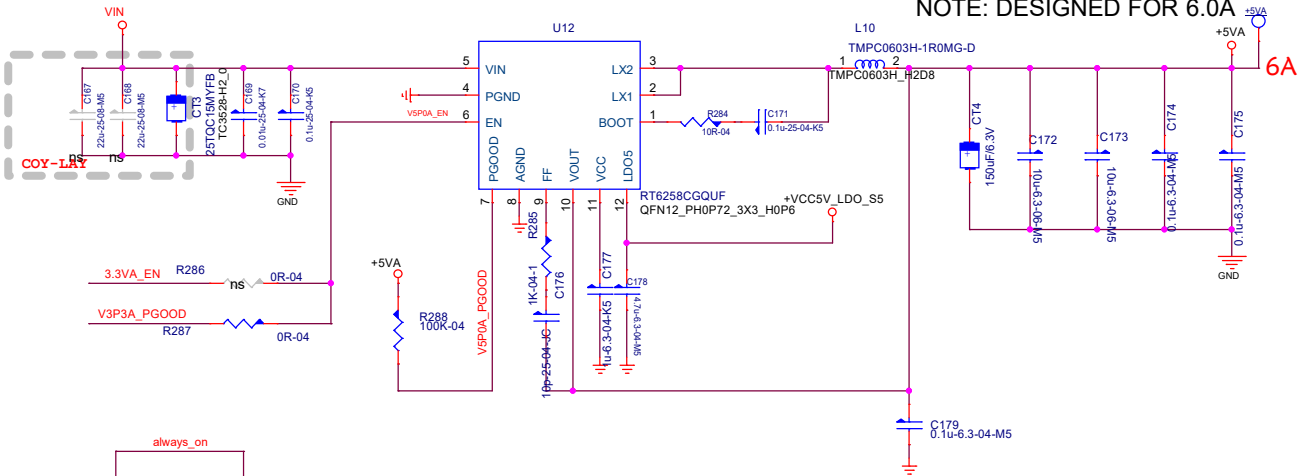 NOTE: DESIGNED FOR 6.0A
+5VA
+5VA
6A
VIN
U12
L10
TMPC0603H-1R0MG-D
TMPC0603H_H2D8
1
2
5
VIN
4
PGND
6
EN
V5P0A_EN
LX2
3
LX1
2
BOOT
1
PGOOD
7
AGND
8
FF
9
VOUT
10
VCC
11
LDO5
12
RT6258CGQUF
QFN12_PH0P72_3X3_H0P6
C167
22u-25-08-M5
ns
C168
22u-25-08-M5
ns
COY-LAY
CT3
25TQC15MYFB
TC3528-H2_0
C169
0.01u-25-04-K7
C170
0.1u-25-04-K5
GND
R284
10R-04
C171
0.1u-25-04-K5
CT4
150uF/6.3V
C172
10u-6.3-06-M5
C173
10u-6.3-06-M5
C174
0.1u-6.3-04-M5
C175
0.1u-6.3-04-M5
GND
+VCC5V_LDO_S5
3.3VA_EN
R286
ns
0R-04
V3P3A_PGOOD
R287
0R-04
+5VA
R288
100K-04
V5P0A_PGOOD
R285
1K-04-1
C176
10p-25-04-JC
C177
1u-6.3-04-K5
C178
4.7u-6.3-04-M5
C179
0.1u-6.3-04-M5
always_on